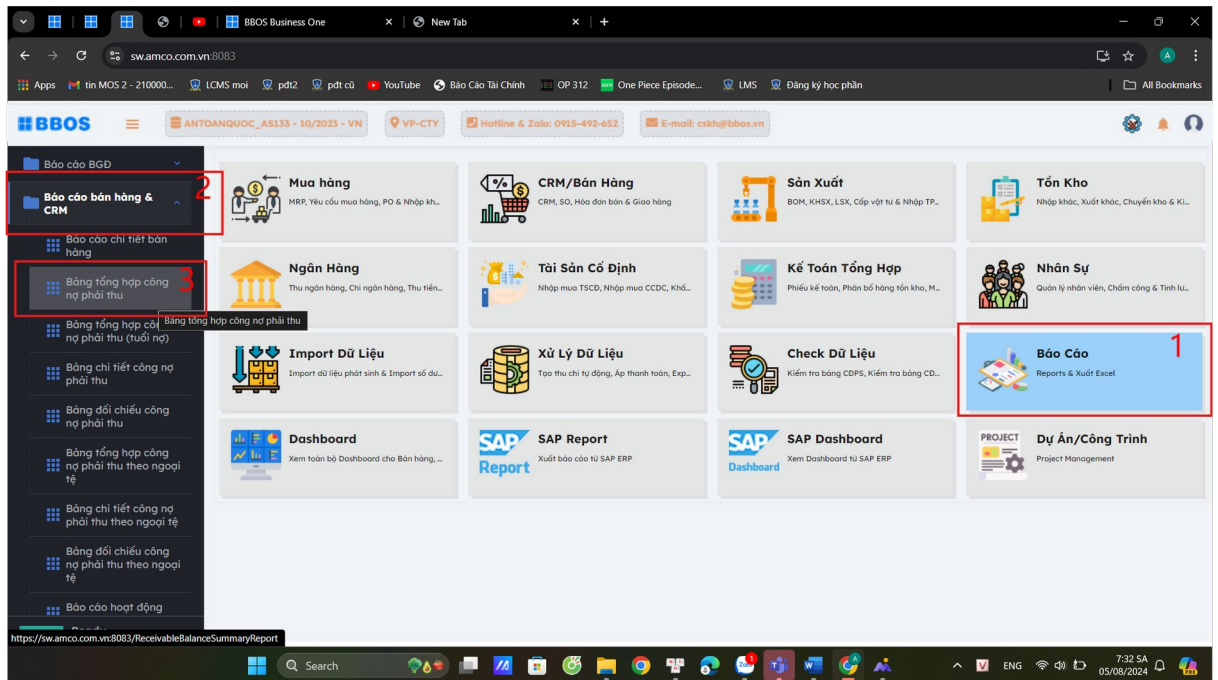 BBOS Business One
New Tab
sw.amco.com.vn:8083
A
Apps
tin MOS 2 - 210000...
LCMS moi
pdt2
pđt cũ
YouTube
Báo Cáo Tài Chính
OP 312
One Piece Episode...
LMS
Đăng ký học phần
All Bookmarks
BBOS
ANTOANQUOC_AS133 - 10/2023 - VN
VP-CTY
Hotline & Zalo: 0915-492-652
E-mail: cskh@bbos.vn
Báo cáo BGĐ
Báo cáo bán hàng &
CRM
2
Báo cáo chi tiết bán
hàng
Bảng tổng hợp công
nợ phải thu
3
Bảng tổng hợp công nợ phải thu
nợ phải thu (tuổi nợ)
Bảng chi tiết công nợ
phải thu
Bảng đối chiếu công
nợ phải thu
Bảng tổng hợp công
nợ phải thu theo ngoại
tệ
Bảng chi tiết công nợ
phải thu theo ngoại tệ
Bảng đối chiếu công
nợ phải thu theo ngoại
tệ
Báo cáo hoạt động
https://sw.amco.com.vn:8083/ReceivableBalanceSummaryReport
Mua hàng
MRP, Yêu cầu mua hàng, PO & Nhập kh...
CRM/Bán Hàng
CRM, SO, Hóa đơn bán & Giao hàng
Sản Xuất
BOM, KHSX, LSX, Cấp vật tư & Nhập TP...
Tồn Kho
Nhập khác, Xuất khác, Chuyển kho & Ki...
Ngân Hàng
Thu ngân hàng, Chi ngân hàng, Thu tiền...
Tài Sản Cố Định
Nhập mua TSCĐ, Nhập mua CCDC, Khố...
Kế Toán Tổng Hợp
Phiếu kế toán, Phân bổ hàng tồn kho, M...
Nhân Sự
Quản lý nhân viên, Chấm công & Tính lư...
Import Dữ Liệu
Import dữ liệu phát sinh & Import số dư...
Xử Lý Dữ Liệu
Tạo thu chi tự động, Áp thanh toán, Exp...
Check Dữ Liệu
Kiểm tra bảng CDPS, Kiểm tra bảng CD...
Báo Cáo
Reports & Xuất Excel
1
Dashboard
Xem toàn bộ Dashboard cho Bán hàng, ...
SAP
Report
SAP Report
Xuất báo cáo từ SAP ERP
SAP
Dashboard
SAP Dashboard
Xem Dashboard từ SAP ERP
PROJECT
Dự Án/Công Trình
Project Management
Search
ENG
7:32 SA
05/08/2024